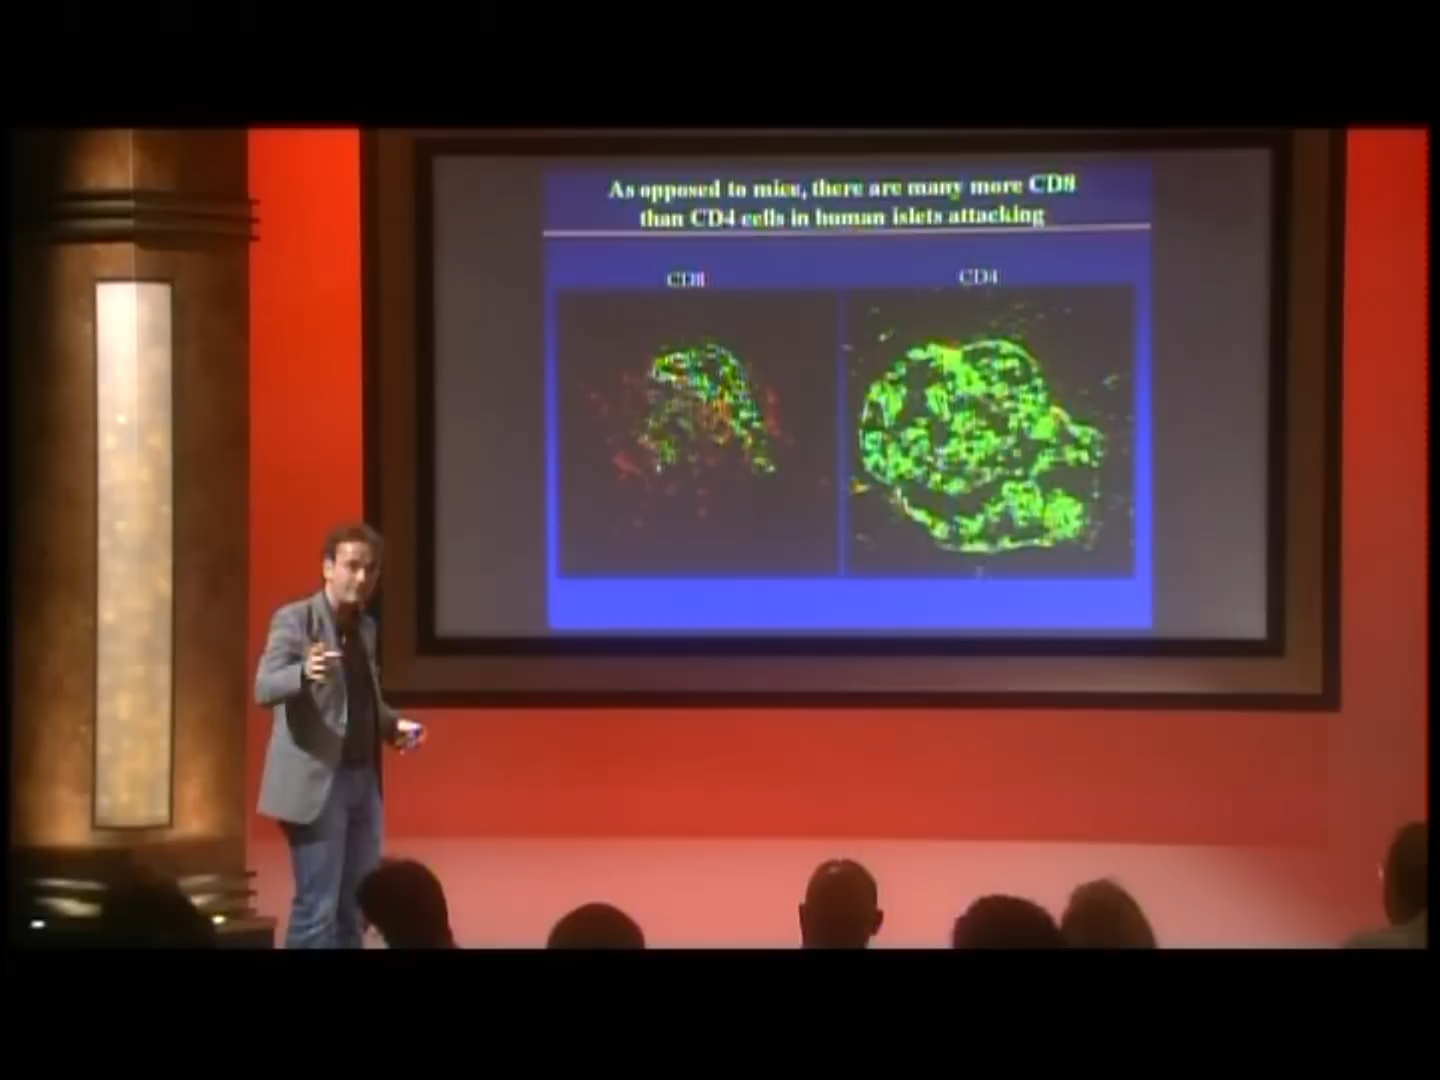 As opposed to mice, there are many more CD8
than CD4 cells in human islets attacking
CD8
CD4